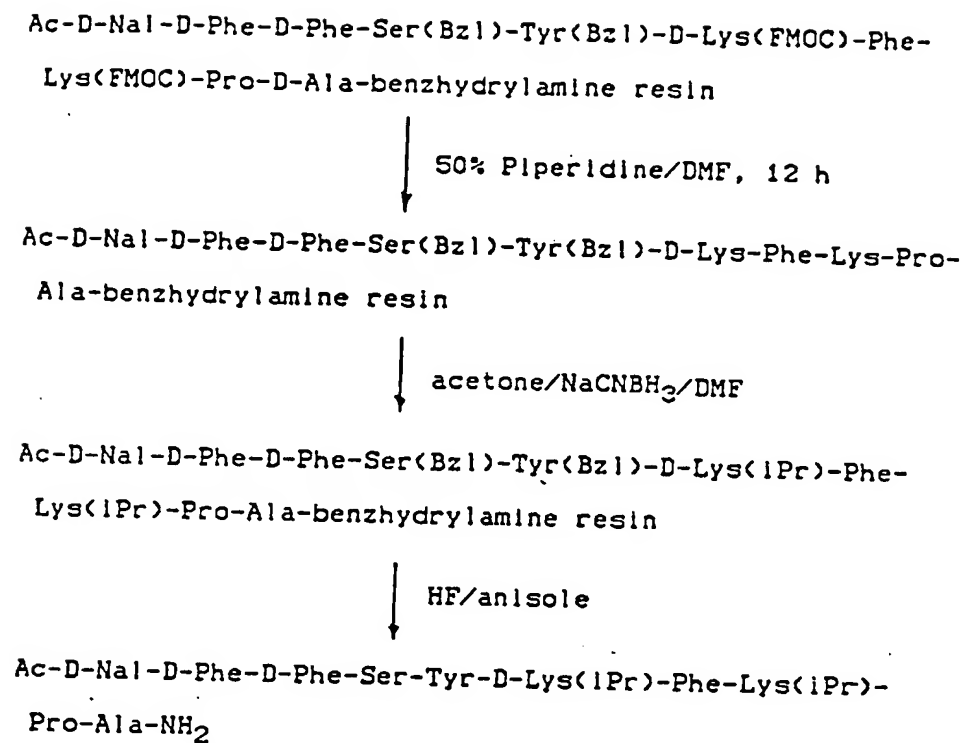 Ac-D-Nal-D-Phe-D-Phe-Ser(Bzl)-Tyr(Bzl)-D-Lys(FMOC)-Phe-
Lys(FMOC)-Pro-D-Ala-benzhydrylamine resin
50% Piperidine/DMF, 12 h
Ac-D-Nal-D-Phe-D-Phe-Ser(Bzl)-Tyr(Bzl)-D-Lys-Phe-Lys-Pro-
Ala-benzhydrylamine resin
acetone/NaCNBH3/DMF
Ac-D-Nal-D-Phe-D-Phe-Ser(Bzl)-Tyr(Bzl)-D-Lys(iPr)-Phe-
Lys(iPr)-Pro-Ala-benzhydrylamine resin
HF/anisole
Ac-D-Nal-D-Phe-D-Phe-Ser-Tyr-D-Lys(iPr)-Phe-Lys(iPr)-
Pro-Ala-NH2